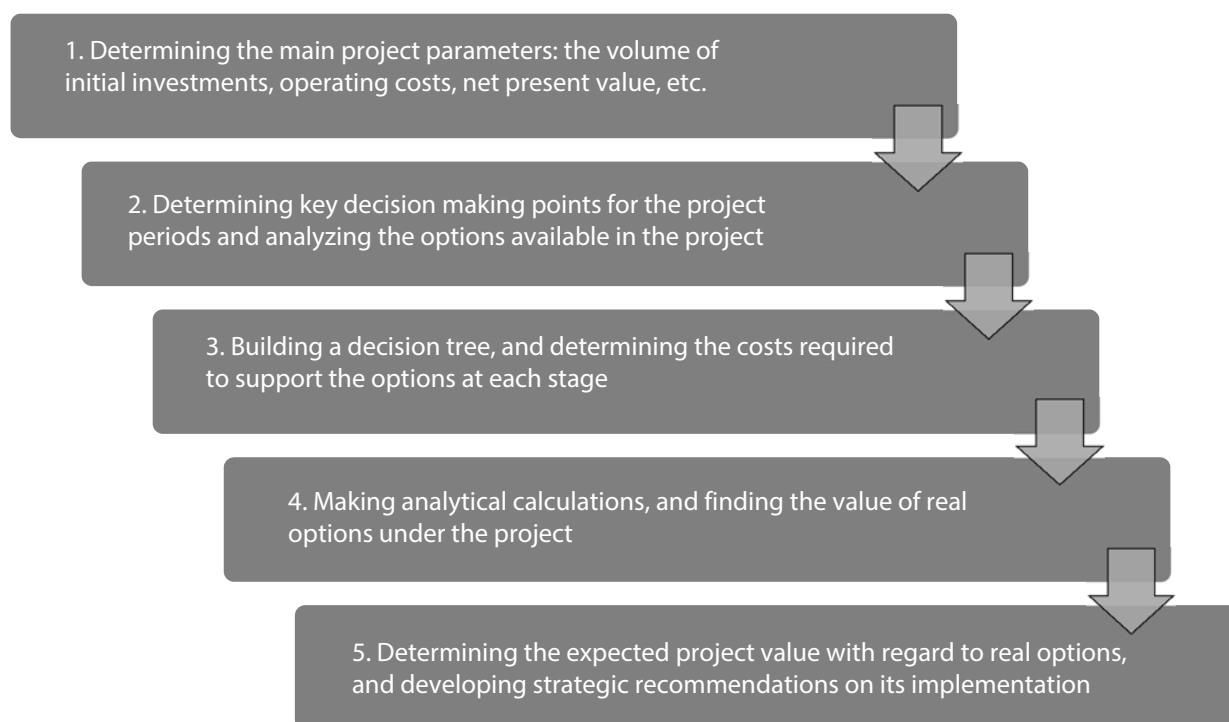 1. Determining the main project parameters: the volume of
initial investments, operating costs, net present value, etc.
2. Determining key decision making points for the project
periods and analyzing the options available in the project
3. Building a decision tree, and determining the costs required
to support the options at each stage
4. Making analytical calculations, and finding the value of real
options under the project
5. Determining the expected project value with regard to real options,
and developing strategic recommendations on its implementation